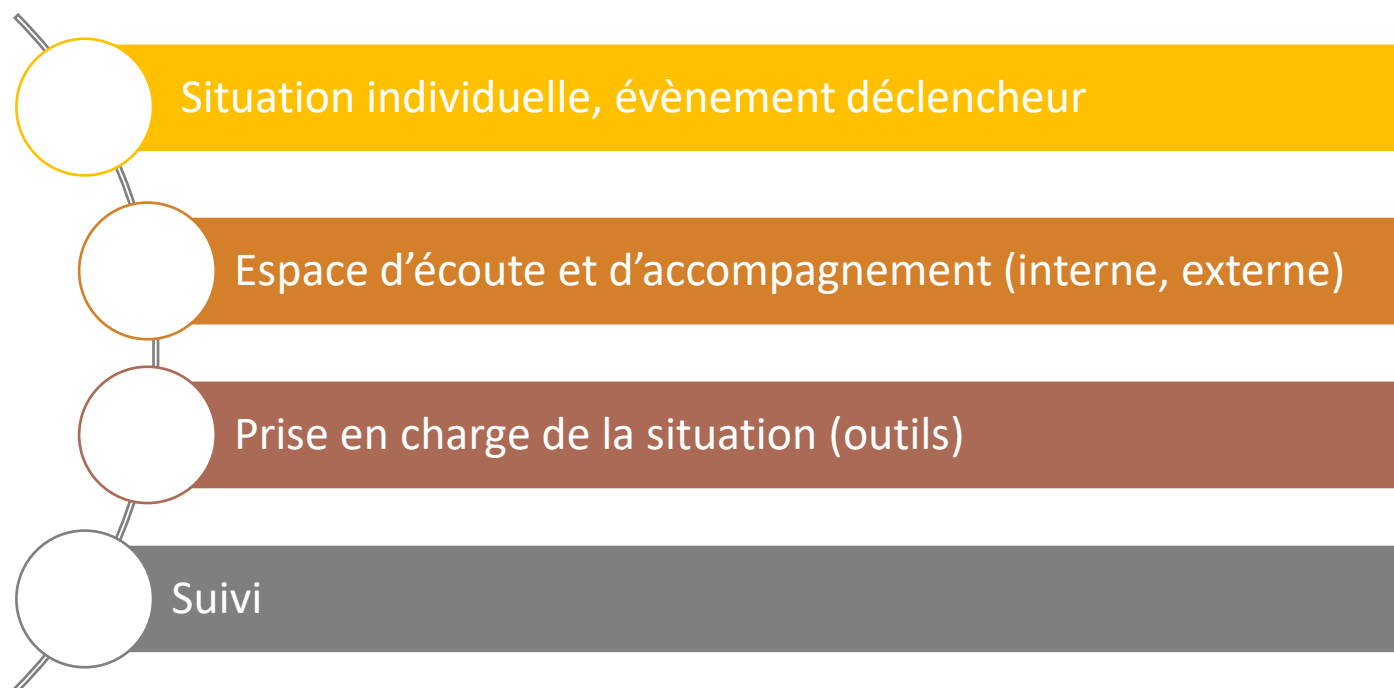 Situation individuelle, évènement déclencheur
Espace d’écoute et d’accompagnement (interne, externe)
Prise en charge de la situation (outils)
Suivi